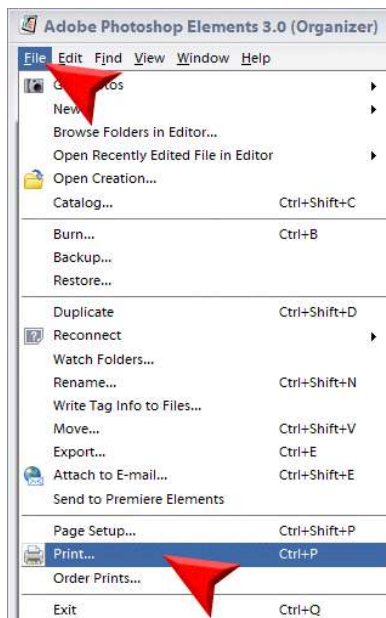 Adobe Photoshop Elements 3.0 (Organizer)
File Edit Find View Window Help
New
Browse Folders in Editor...
Open Recently Edited File in Editor
Open Creation...
Catalog... Ctrl+Shift+C
Burn... Ctrl+B
Backup...
Restore...
Duplicate Ctrl+Shift+D
Reconnect
Watch Folders...
Rename... Ctrl+Shift+N
Write Tag Info to Files...
Move... Ctrl+Shift+V
Export... Ctrl+E
Attach to E-mail... Ctrl+Shift+E
Send to Premiere Elements
Page Setup... Ctrl+Shift+P
Print... Ctrl+P
Order Prints...
Exit Ctrl+Q